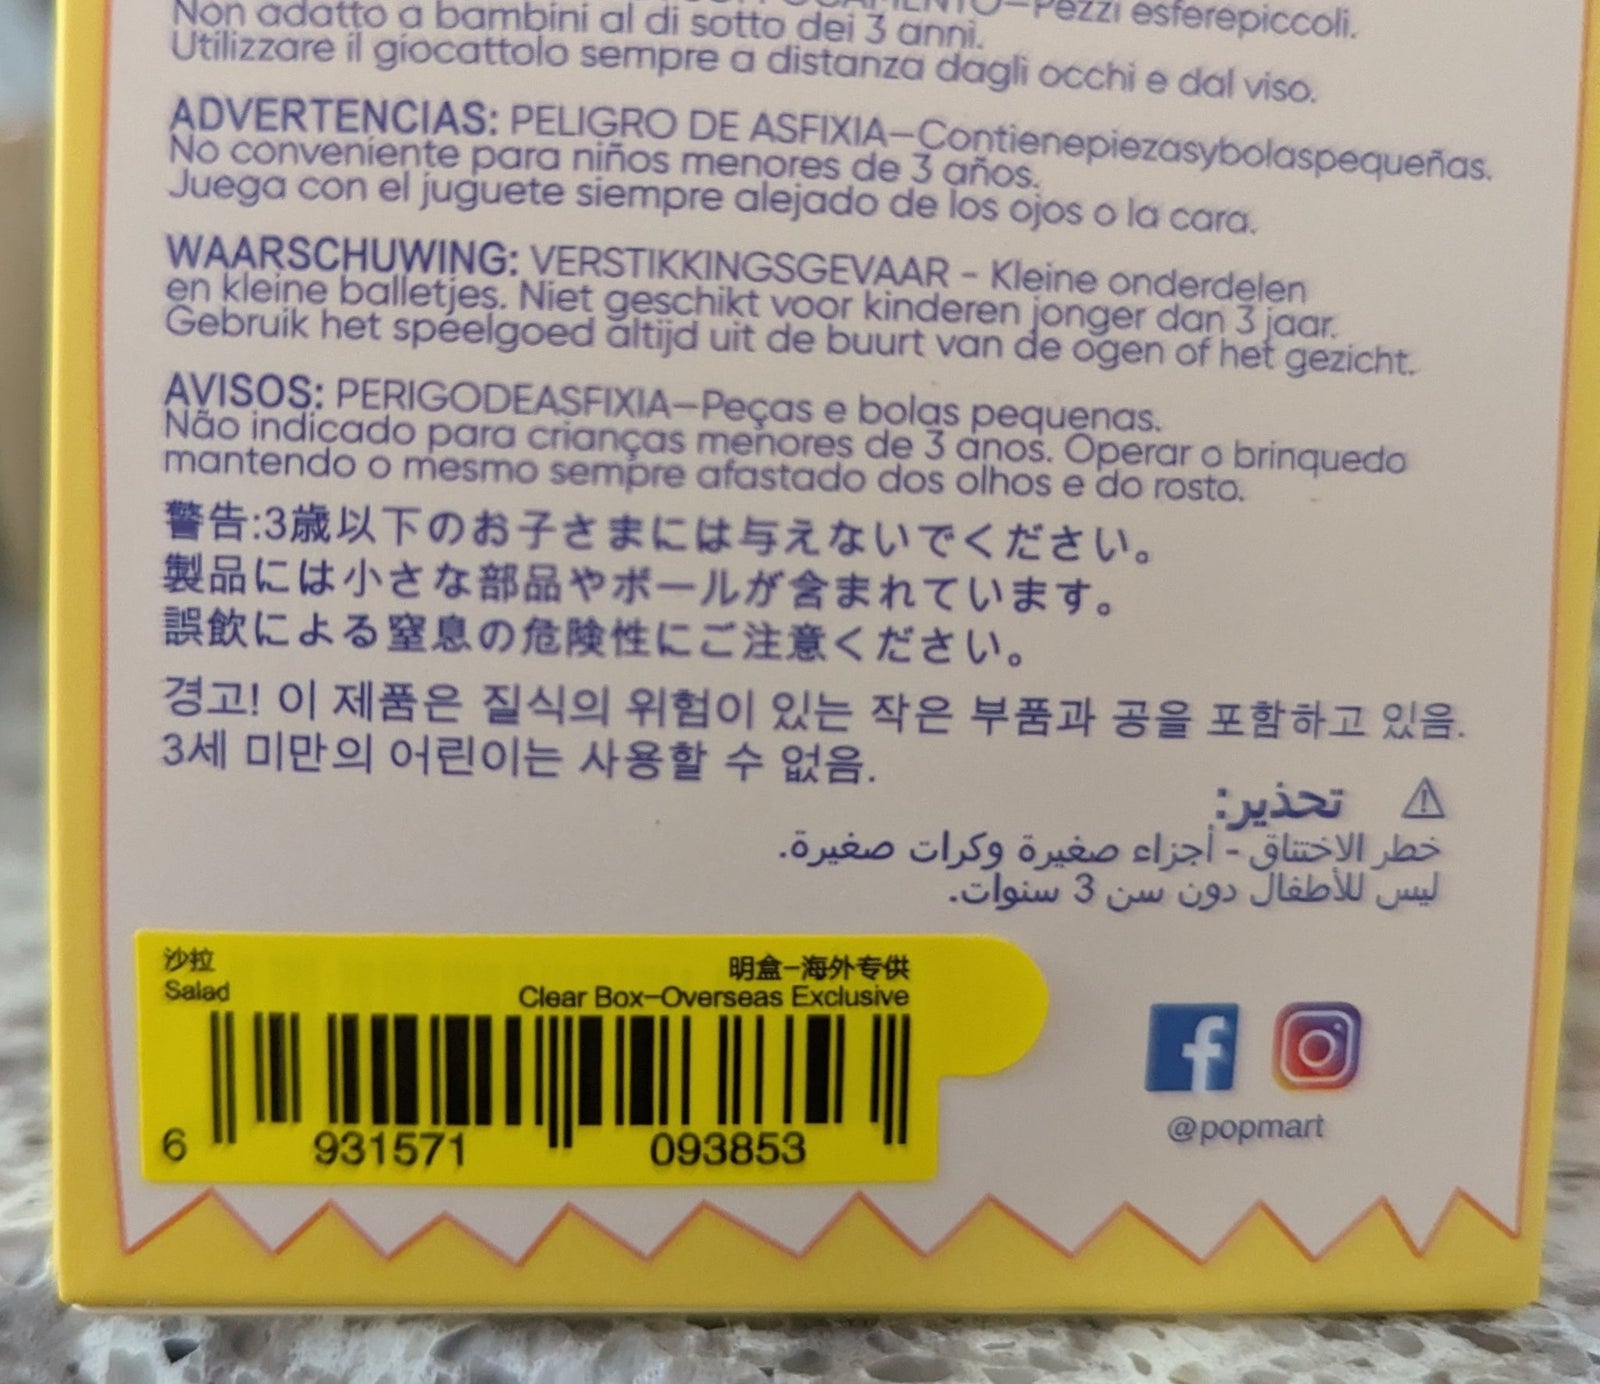 Pezzi esferepiccoli.
Non adatto a bambini al di sotto dei 3 anni.
Utilizzare il giocattolo sempre a distanza dagli occhi e dal viso.
ADVERTENCIAS: PELIGRO DE ASFIXIA—Contienepiezasybolaspequeñas.
No conveniente para niños menores de 3 años.
Juega con el juguete siempre alejado de los ojos o la cara.
WAARSCHUWING: VERSTIKKINGSGEVAAR - Kleine onderdelen
en kleine balletjes. Niet geschikt voor kinderen jonger dan 3 jaar.
Gebruik het speelgoed altijd uit de buurt van de ogen of het gezicht.
AVISOS: PERIGODEASFIXIA—Peças e bolas pequenas.
Não indicado para crianças menores de 3 anos. Operar o brinquedo
mantendo o mesmo sempre afastado dos olhos e do rosto.
警告:3歳以下のお子さまには与えないでください。
製品には小さな部品やボールが含まれています。
誤飲による窒息の危険性にご注意ください。
경고! 이 제품은 질식의 위험이 있는 작은 부품과 공을 포함하고 있음.
3세 미만의 어린이는 사용할 수 없음.
⚠ تحذير:
خطر الاختناق - أجزاء صغيرة وكرات صغيرة.
ليس للأطفال دون سن 3 سنوات.
沙拉 明盒-海外专供
Salad Clear Box-Overseas Exclusive
6 931571 093853
@popmart